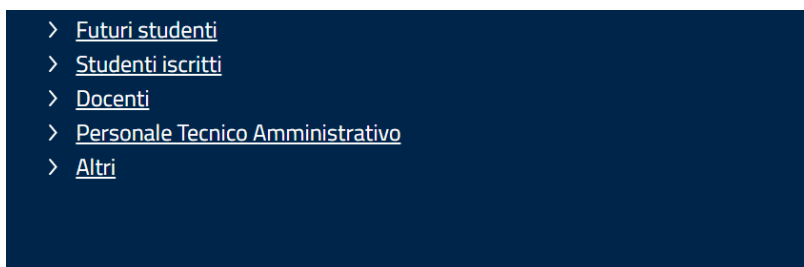 Futuri studenti
Studenti iscritti
Docenti
Personale Tecnico Amministrativo
Altri